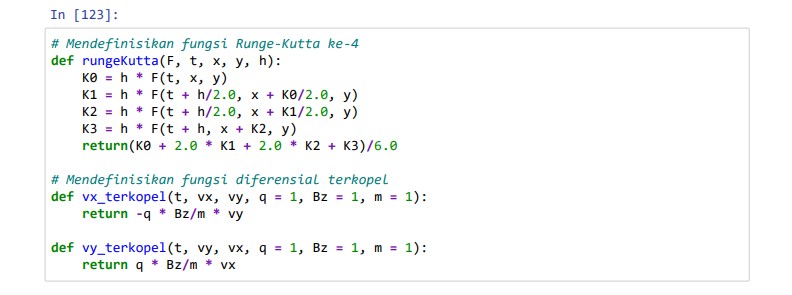 In [123]:
# Mendefinisikan fungsi Runge-Kutta ke-4
def rungeKutta(F, t, x, y, h):
    K0 = h * F(t, x, y)
    K1 = h * F(t + h/2.0, x + K0/2.0, y)
    K2 = h * F(t + h/2.0, x + K1/2.0, y)
    K3 = h * F(t + h, x + K2, y)
    return(K0 + 2.0 * K1 + 2.0 * K2 + K3)/6.0
# Mendefinisikan fungsi diferensial terkopel
def vx_terkopel(t, vx, vy, q = 1, Bz = 1, m = 1):
    return -q * Bz/m * vy
def vy_terkopel(t, vy, vx, q = 1, Bz = 1, m = 1):
    return q * Bz/m * vx